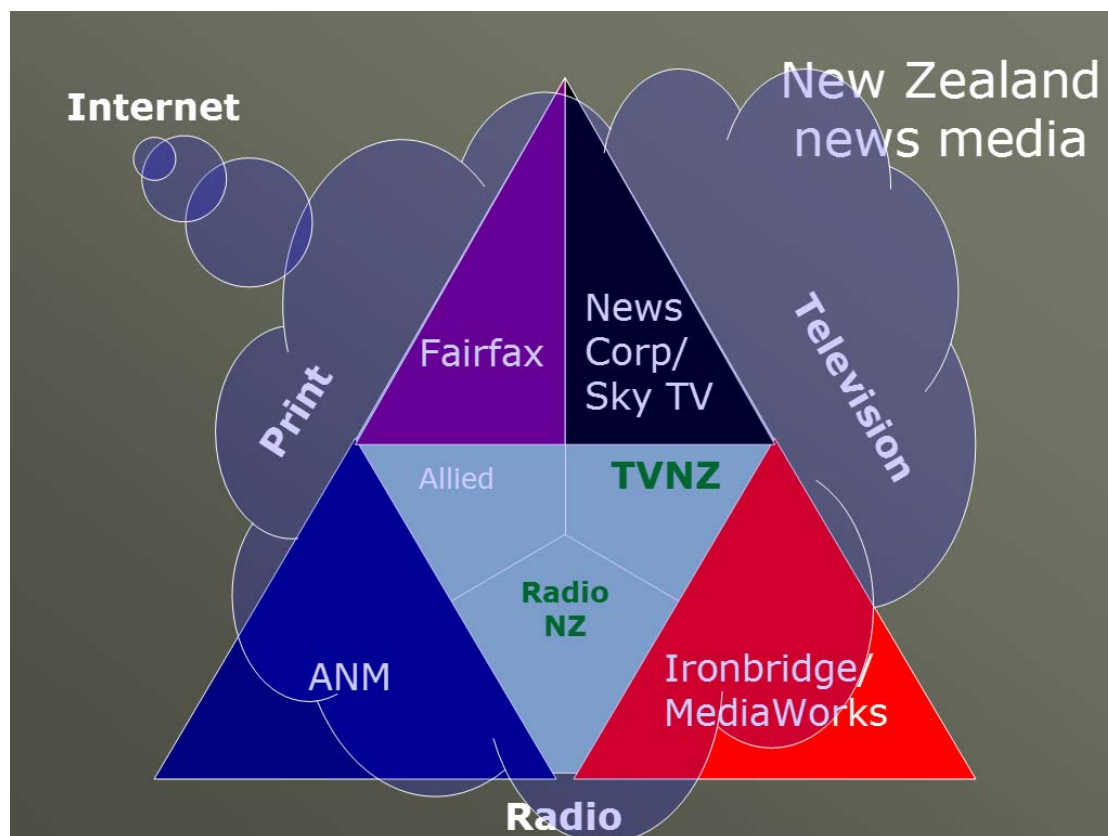 New Zealand
news media
Internet
Print
Television
Fairfax
News
Corp/
Sky TV
Allied
TVNZ
Radio
NZ
ANM
Ironbridge/
MediaWorks
Radio